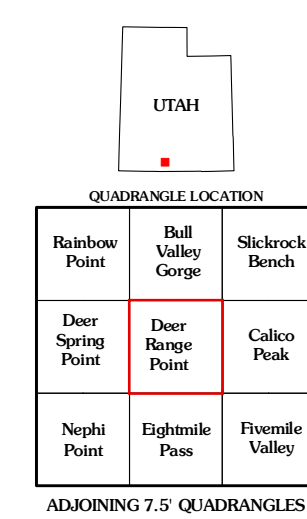 UTAH
QUADRANGLE LOCATION
Rainbow
Point
Bull
Valley
Gorge
Slickrock
Bench
Deer
Spring
Point
Deer
Range
Point
Calico
Peak
Nephi
Point
Eightmile
Pass
Fivemile
Valley
ADJOINING 7.5' QUADRANGLES